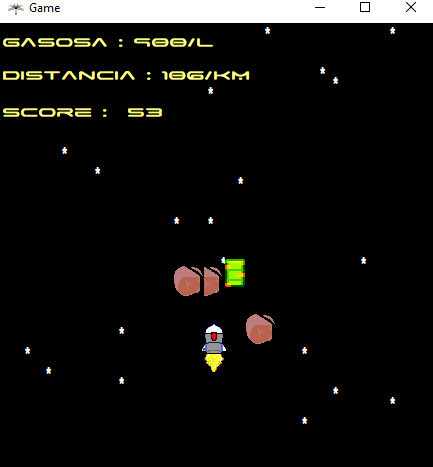 Game
GASOSA : 900/L
DISTANCIA : 106/KM
SCORE : 53